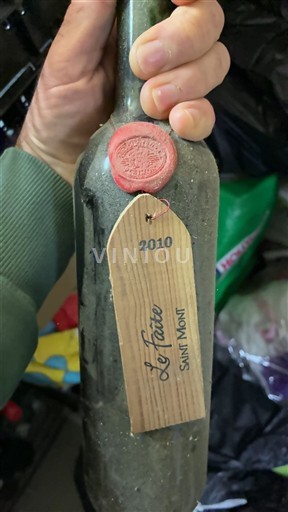 2010
VINIOU
Le Faîte
SAINT MONT